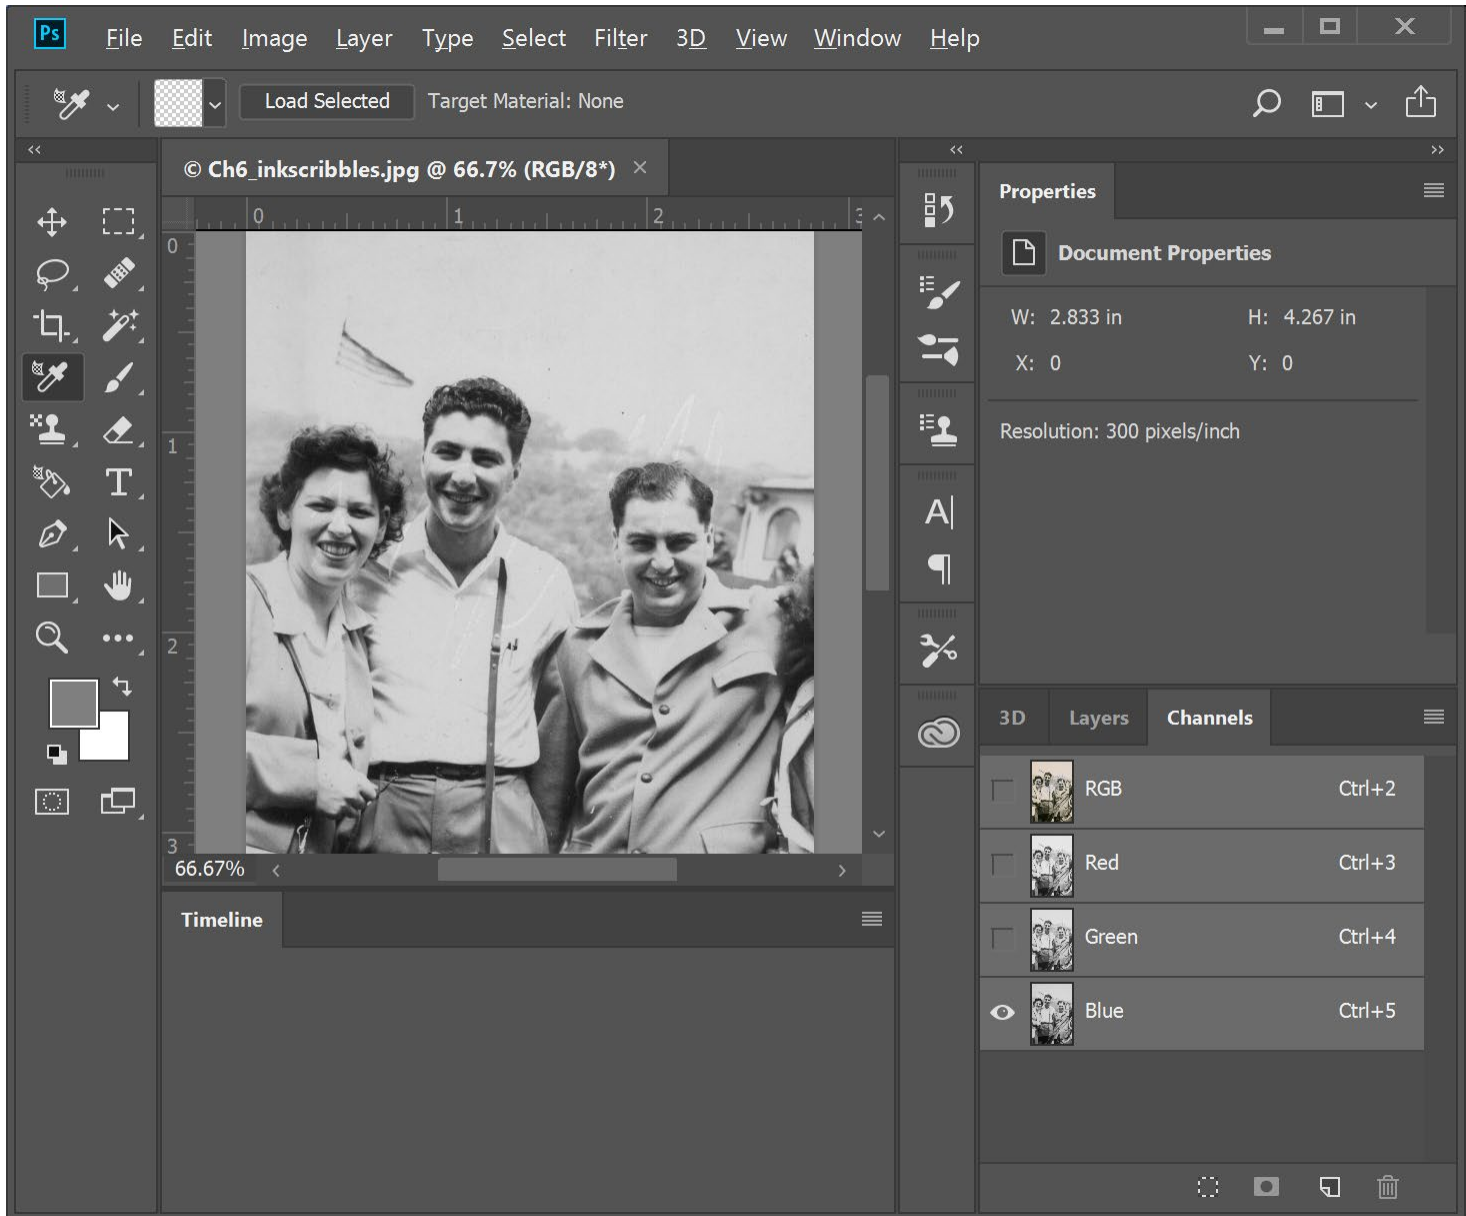 Ps File Edit Image Layer Type Select Filter 3D View Window Help
Load Selected Target Material: None
© Ch6_inkscribbles.jpg @ 66.7% (RGB/8*) ×
0 1 2 3
0
1
2
3
66.67%
Timeline
A|
¶
Properties
Document Properties
W: 2.833 in H: 4.267 in
X: 0 Y: 0
Resolution: 300 pixels/inch
3D Layers Channels
RGB Ctrl+2
Red Ctrl+3
Green Ctrl+4
Blue Ctrl+5